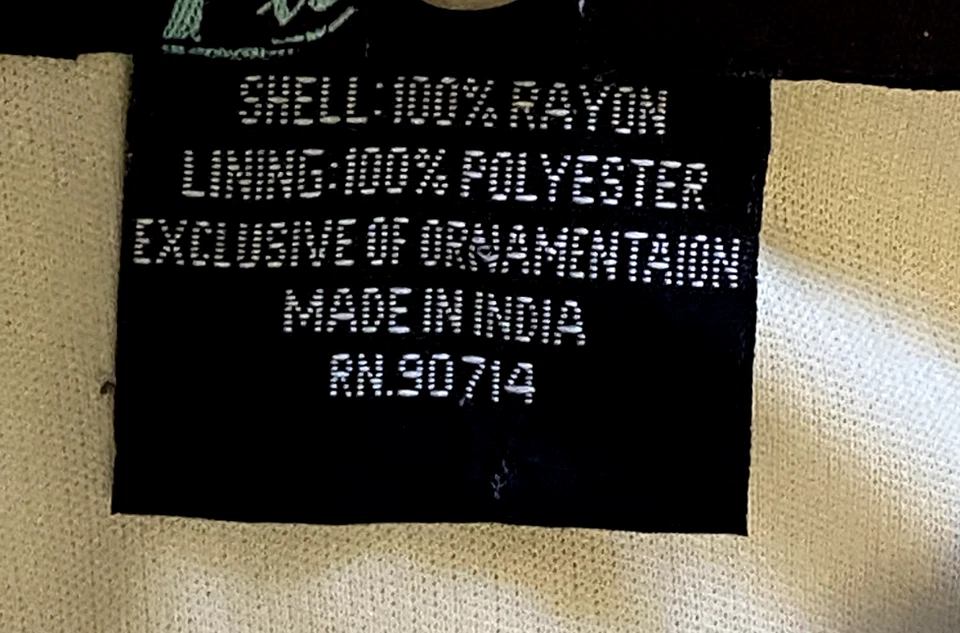 SHELL:100% RAYON
LINING:100% POLYESTER
EXCLUSIVE OF ORNAMENTAION
MADE IN INDIA
RN.90714